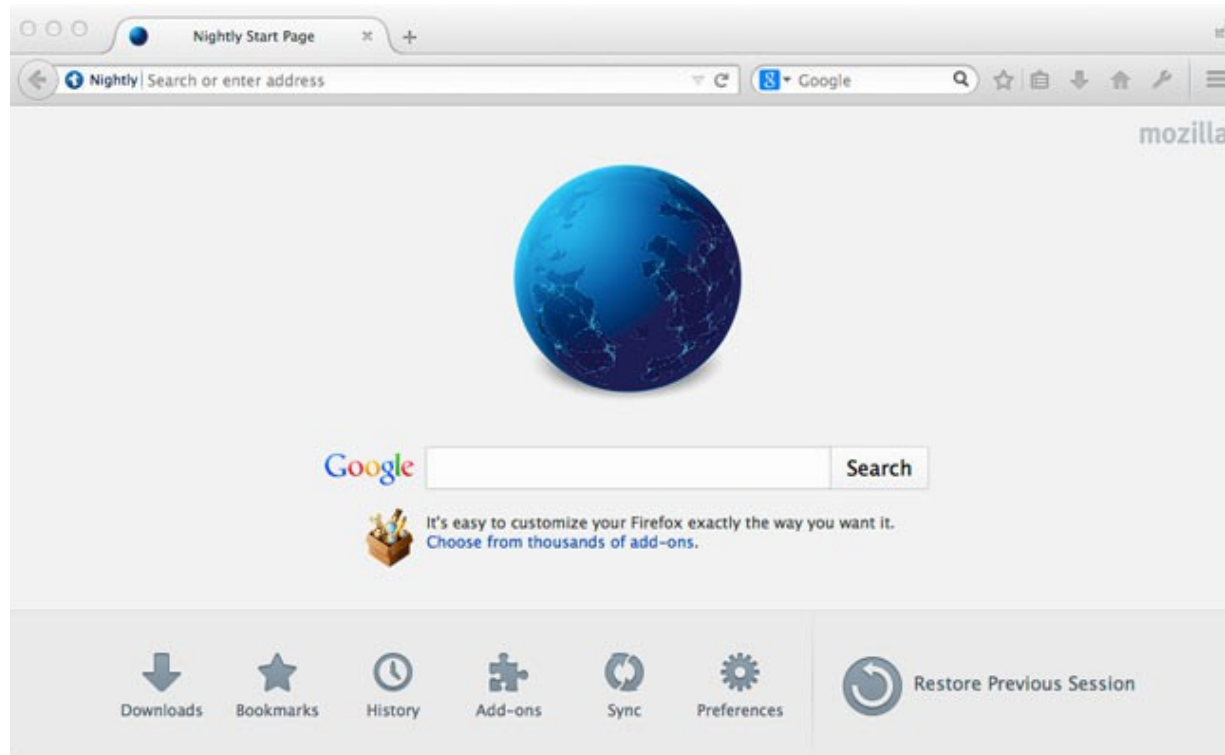 Nightly Start Page
Nightly Search or enter address
8 Google
mozilla
Google Search
It's easy to customize your Firefox exactly the way you want it.
Choose from thousands of add-ons.
Downloads Bookmarks History Add-ons Sync Preferences Restore Previous Session